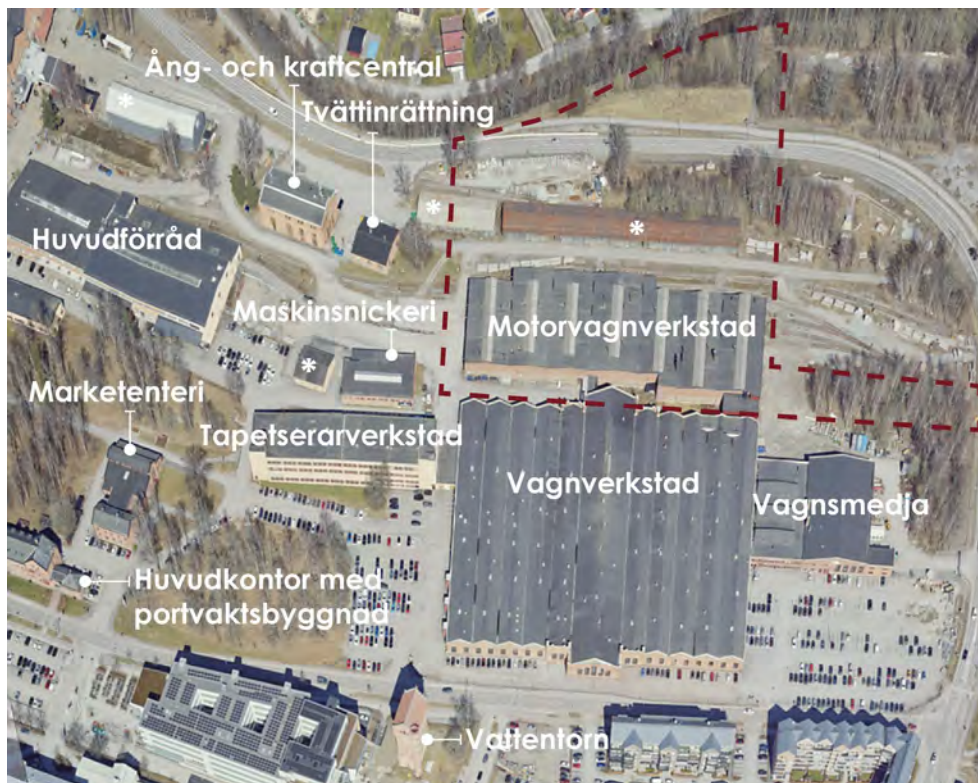 Ång- och kraftcentral
Tvättinrättning
*
*
*
Huvudförråd
Maskinsnickeri
Motorvagnverkstad
*
Marketenteri
Tapetserarverkstad
Vagnverkstad
Vagnsmedja
Huvudkontor med
portvaktsbyggnad
Vattentorn